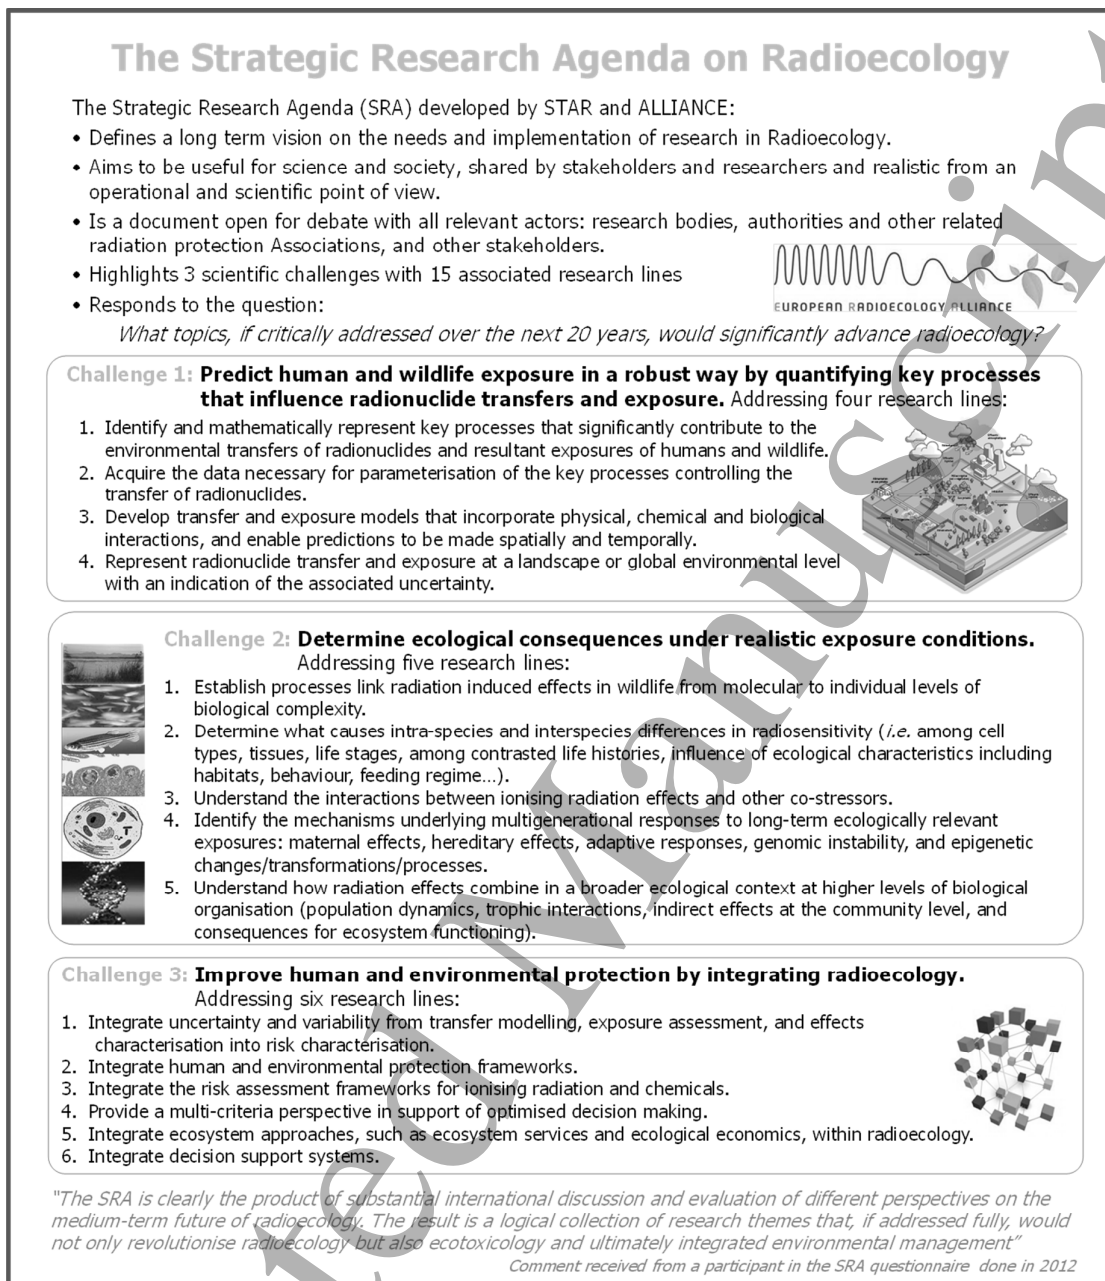 The Strategic Research Agenda on Radioecology
The Strategic Research Agenda (SRA) developed by STAR and ALLIANCE:
• Defines a long term vision on the needs and implementation of research in Radioecology.
• Aims to be useful for science and society, shared by stakeholders and researchers and realistic from an
operational and scientific point of view.
• Is a document open for debate with all relevant actors: research bodies, authorities and other related
radiation protection Associations, and other stakeholders.
• Highlights 3 scientific challenges with 15 associated research lines
• Responds to the question:
EUROPEAN RADIOECOLOGY ALLIANCE
What topics, if critically addressed over the next 20 years, would significantly advance radioecology?
Challenge 1: Predict human and wildlife exposure in a robust way by quantifying key processes
that influence radionuclide transfers and exposure. Addressing four research lines:
1. Identify and mathematically represent key processes that significantly contribute to the
environmental transfers of radionuclides and resultant exposures of humans and wildlife.
2. Acquire the data necessary for parameterisation of the key processes controlling the
transfer of radionuclides.
3. Develop transfer and exposure models that incorporate physical, chemical and biological
interactions, and enable predictions to be made spatially and temporally.
4. Represent radionuclide transfer and exposure at a landscape or global environmental level
with an indication of the associated uncertainty.
Challenge 2: Determine ecological consequences under realistic exposure conditions.
Addressing five research lines:
1. Establish processes link radiation induced effects in wildlife from molecular to individual levels of
biological complexity.
2. Determine what causes intra-species and interspecies differences in radiosensitivity (i.e. among cell
types, tissues, life stages, among contrasted life histories, influence of ecological characteristics including
habitats, behaviour, feeding regime...).
3. Understand the interactions between ionising radiation effects and other co-stressors.
4. Identify the mechanisms underlying multigenerational responses to long-term ecologically relevant
exposures: maternal effects, hereditary effects, adaptive responses, genomic instability, and epigenetic
changes/transformations/processes.
5. Understand how radiation effects combine in a broader ecological context at higher levels of biological
organisation (population dynamics, trophic interactions, indirect effects at the community level, and
consequences for ecosystem functioning).
Challenge 3: Improve human and environmental protection by integrating radioecology.
Addressing six research lines:
1. Integrate uncertainty and variability from transfer modelling, exposure assessment, and effects
characterisation into risk characterisation.
2. Integrate human and environmental protection frameworks.
3. Integrate the risk assessment frameworks for ionising radiation and chemicals.
4. Provide a multi-criteria perspective in support of optimised decision making.
5. Integrate ecosystem approaches, such as ecosystem services and ecological economics, within radioecology.
6. Integrate decision support systems.
"The SRA is clearly the product of substantial international discussion and evaluation of different perspectives on the
medium-term future of radioecology. The result is a logical collection of research themes that, if addressed fully, would
not only revolutionise radioecology but also ecotoxicology and ultimately integrated environmental management"
Comment received from a participant in the SRA questionnaire done in 2012
ted Manuscript